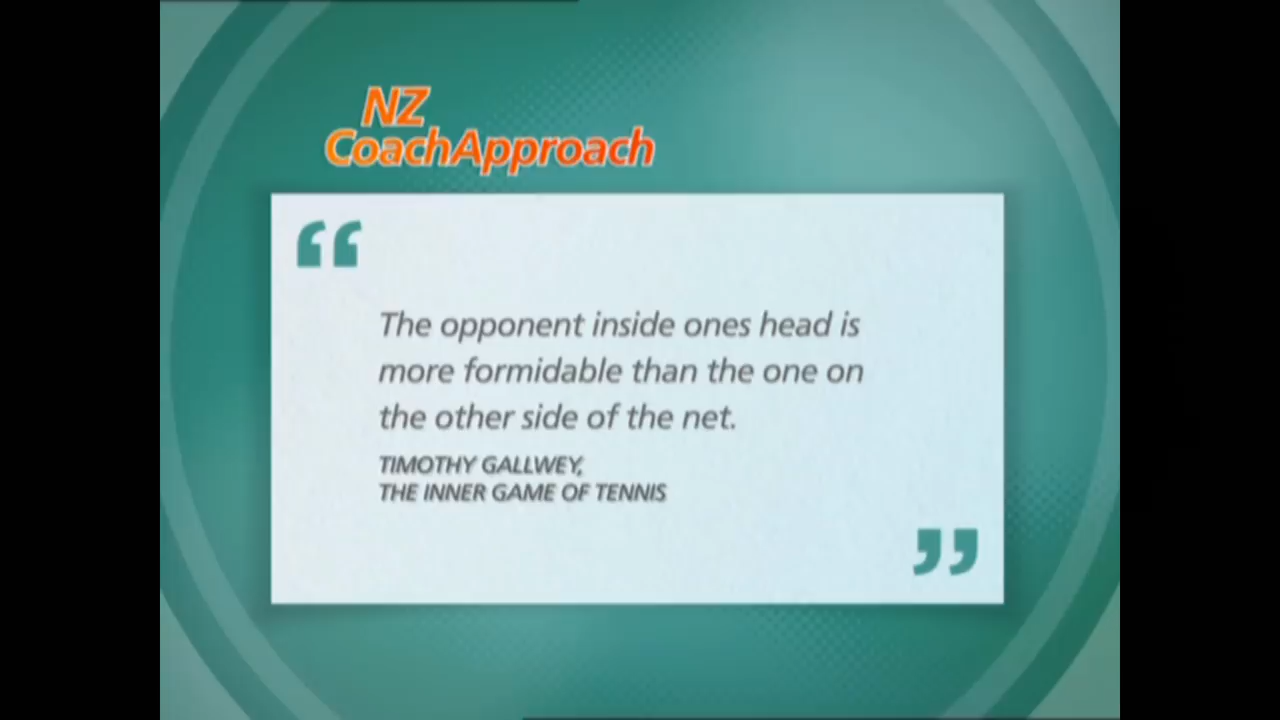 NZ
CoachApproach
“
The opponent inside ones head is
more formidable than the one on
the other side of the net.
TIMOTHY GALLWEY,
THE INNER GAME OF TENNIS
”